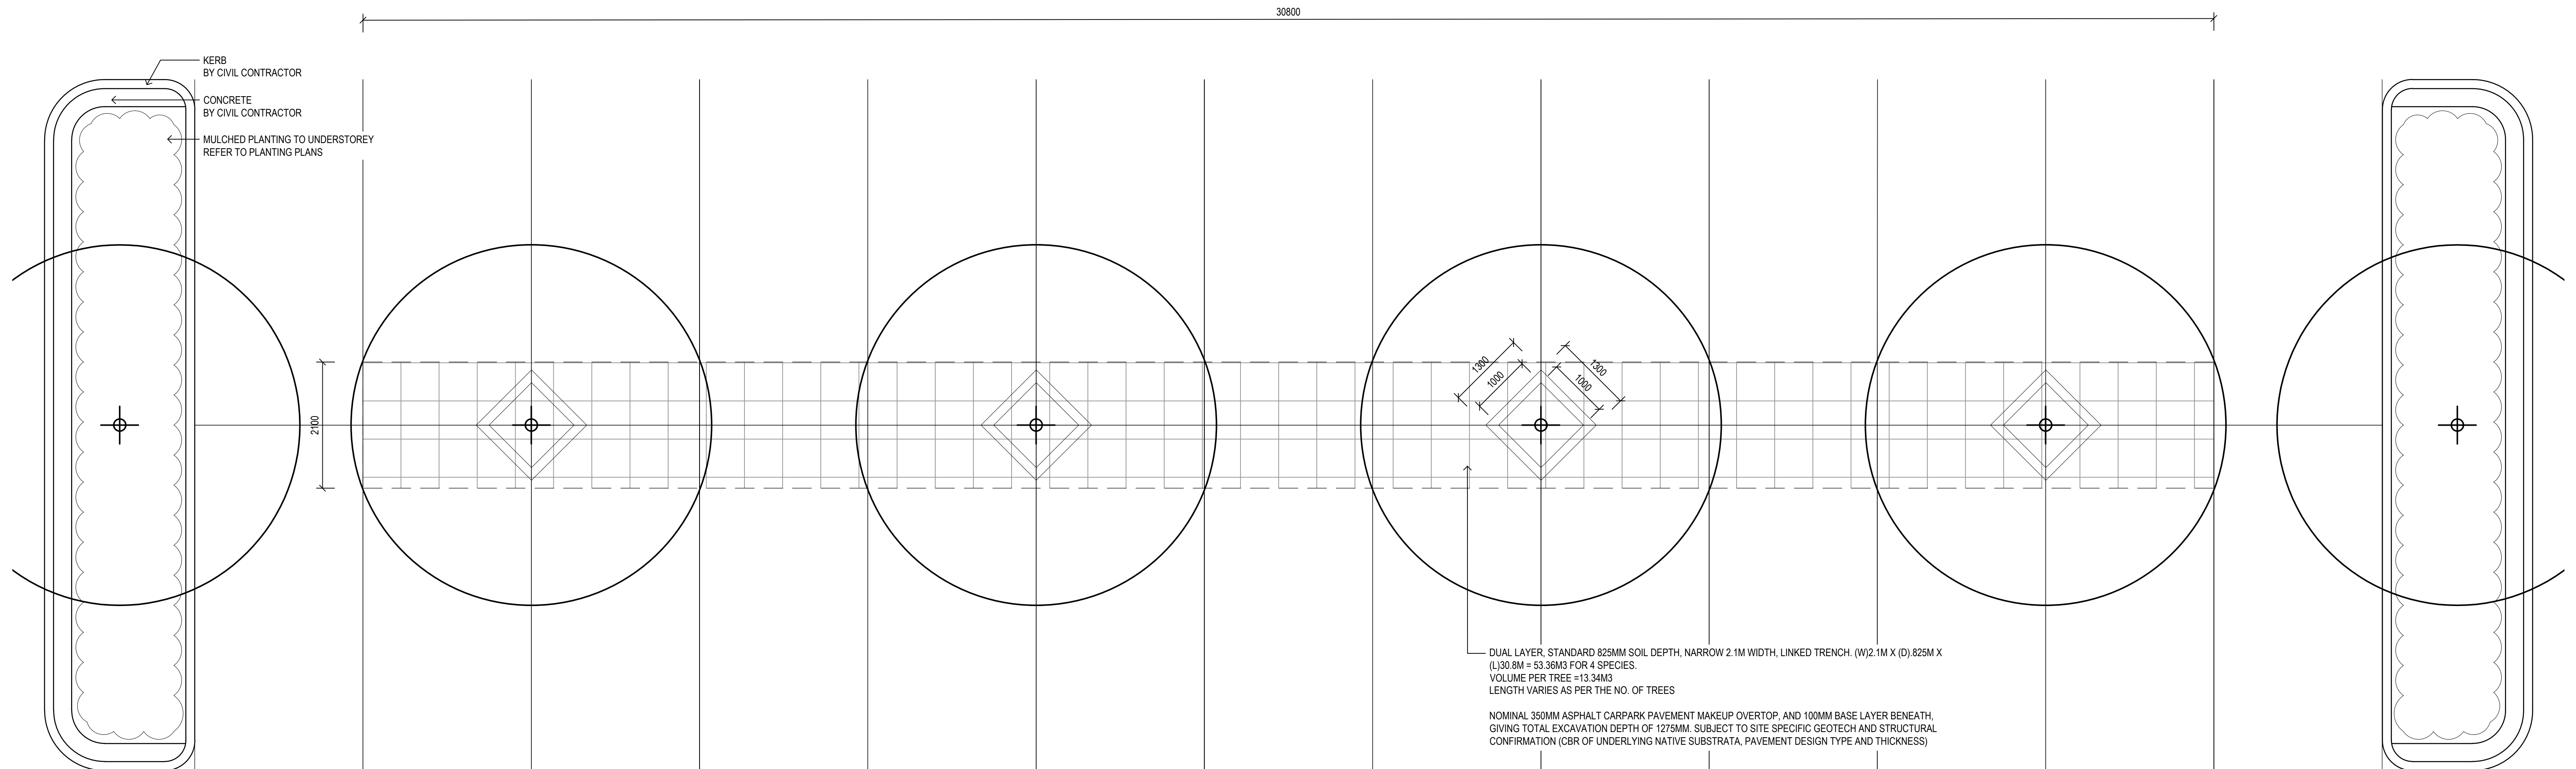 30800
KERB
BY CIVIL CONTRACTOR
CONCRETE
BY CIVIL CONTRACTOR
MULCHED PLANTING TO UNDERSTOREY
REFER TO PLANTING PLANS
2100
1300
1000
1300
1000
DUAL LAYER, STANDARD 825MM SOIL DEPTH, NARROW 2.1M WIDTH, LINKED TRENCH. (W)2.1M X (D).825M X
(L)30.8M = 53.36M3 FOR 4 SPECIES.
VOLUME PER TREE =13.34M3
LENGTH VARIES AS PER THE NO. OF TREES
NOMINAL 350MM ASPHALT CARPARK PAVEMENT MAKEUP OVERTOP, AND 100MM BASE LAYER BENEATH,
GIVING TOTAL EXCAVATION DEPTH OF 1275MM. SUBJECT TO SITE SPECIFIC GEOTECH AND STRUCTURAL
CONFIRMATION (CBR OF UNDERLYING NATIVE SUBSTRATA, PAVEMENT DESIGN TYPE AND THICKNESS)